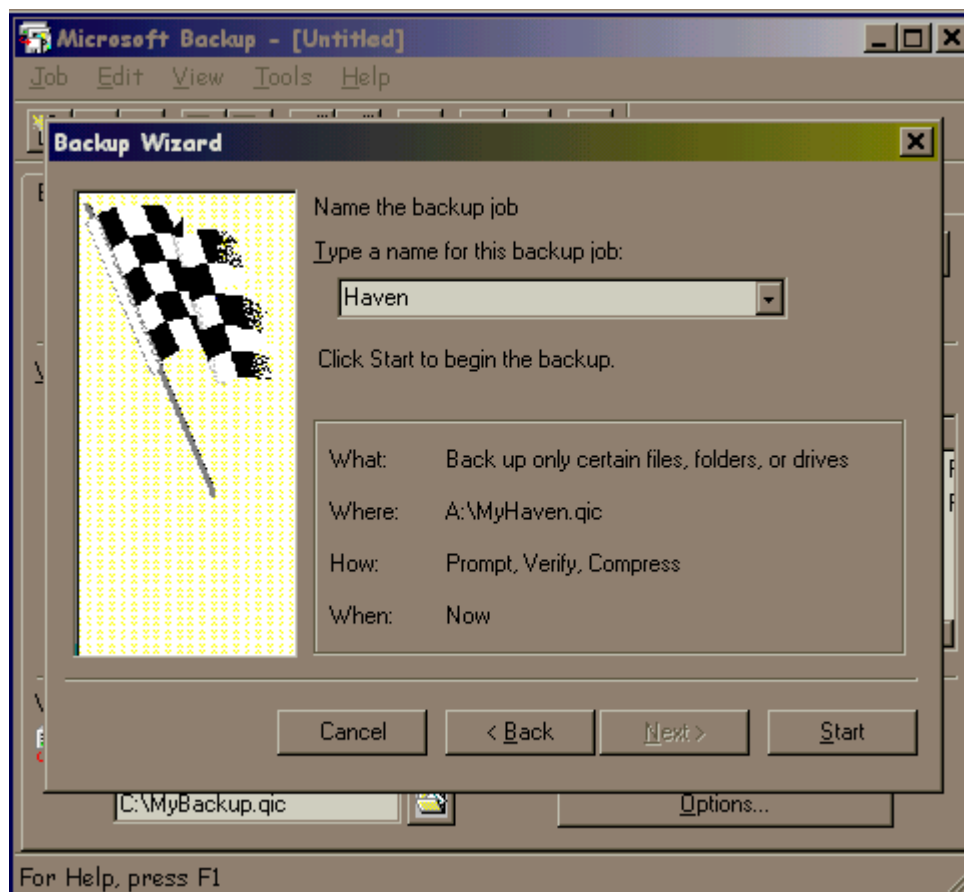 Microsoft Backup - [Untitled]
Job Edit View Tools Help
Backup Wizard
Name the backup job
Type a name for this backup job:
Haven
Click Start to begin the backup.
What: Back up only certain files, folders, or drives
Where: A:\MyHaven.qic
How: Prompt, Verify, Compress
When: Now
Cancel < Back Next > Start
C:\MyBackup.qic Options...
For Help, press F1